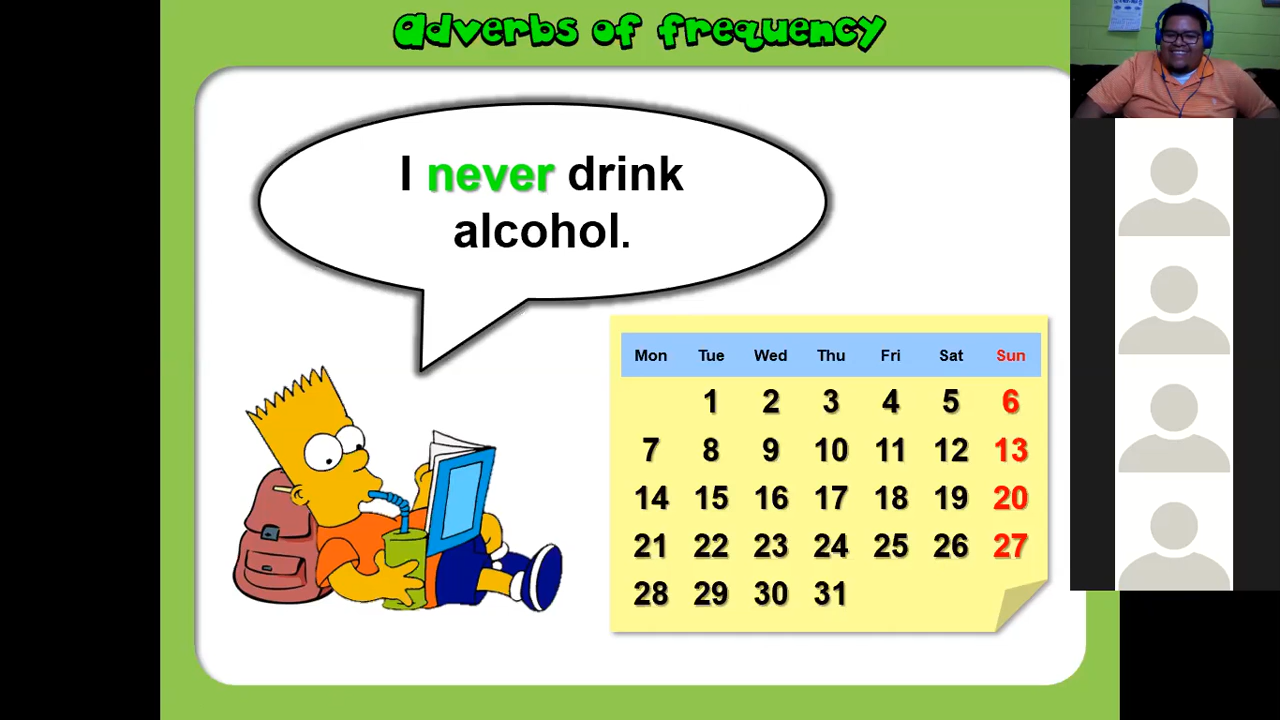 Adverbs of frequency
I never drink
alcohol.
Mon Tue Wed Thu Fri Sat Sun
1 2 3 4 5 6
7 8 9 10 11 12 13
14 15 16 17 18 19 20
21 22 23 24 25 26 27
28 29 30 31